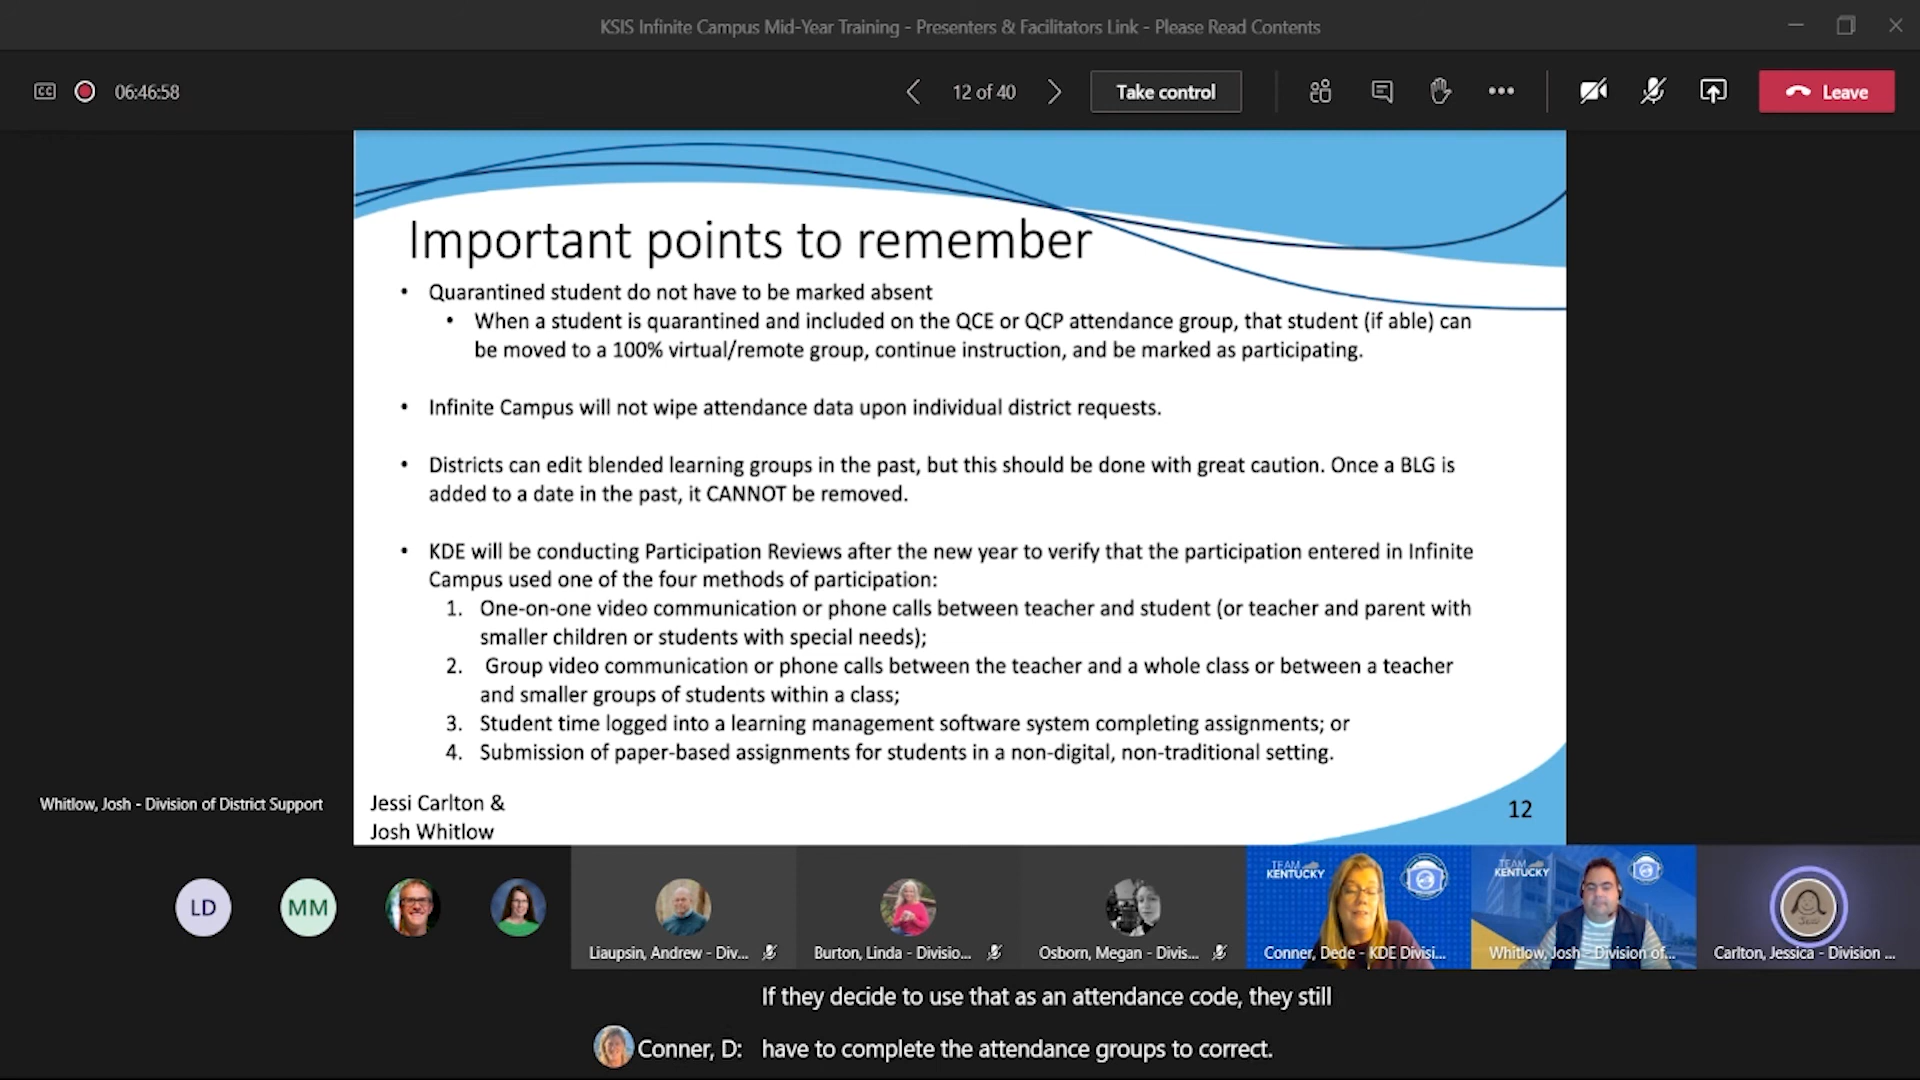 KSIS Infinite Campus Mid-Year Training - Presenters & Facilitators Link - Please Read Contents
CC
06:46:58
12 of 40
Take control
Leave
Important points to remember
• Quarantined student do not have to be marked absent
• When a student is quarantined and included on the QCE or QCP attendance group, that student (if able) can
be moved to a 100% virtual/remote group, continue instruction, and be marked as participating.
• Infinite Campus will not wipe attendance data upon individual district requests.
• Districts can edit blended learning groups in the past, but this should be done with great caution. Once a BLG is
added to a date in the past, it CANNOT be removed.
• KDE will be conducting Participation Reviews after the new year to verify that the participation entered in Infinite
Campus used one of the four methods of participation:
1. One-on-one video communication or phone calls between teacher and student (or teacher and parent with
smaller children or students with special needs);
2. Group video communication or phone calls between the teacher and a whole class or between a teacher
and smaller groups of students within a class;
3. Student time logged into a learning management software system completing assignments; or
4. Submission of paper-based assignments for students in a non-digital, non-traditional setting.
Whitlow, Josh - Division of District Support
Jessi Carlton &
Josh Whitlow
12
LD
MM
Liaupsin, Andrew - Div...
Burton, Linda - Divisio...
Osborn, Megan - Divis...
TEAM
KENTUCKY
Conner, Dede - KDE Divisi...
TEAM
KENTUCKY
Whitlow, Josh - Division of...
Carlton, Jessica - Division ...
If they decide to use that as an attendance code, they still
Conner, D: have to complete the attendance groups to correct.